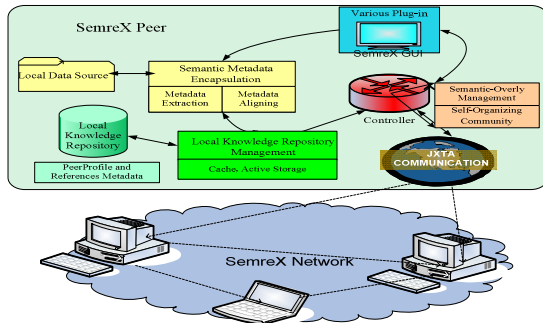 SemreX Peer
Various Plug-in
SemreX GUI
Local Data Source
Semantic Metadata
Encapsulation
Metadata
Extraction
Metadata
Aligning
Controller
Semantic-Overly
Management
Self-Organizing
Community
Local
Knowledge
Repository
Local Knowledge Repository
Management
Cache, Active Storage
PeerProfile and
References Metadata
JXTA
COMMUNICATION
SemreX Network